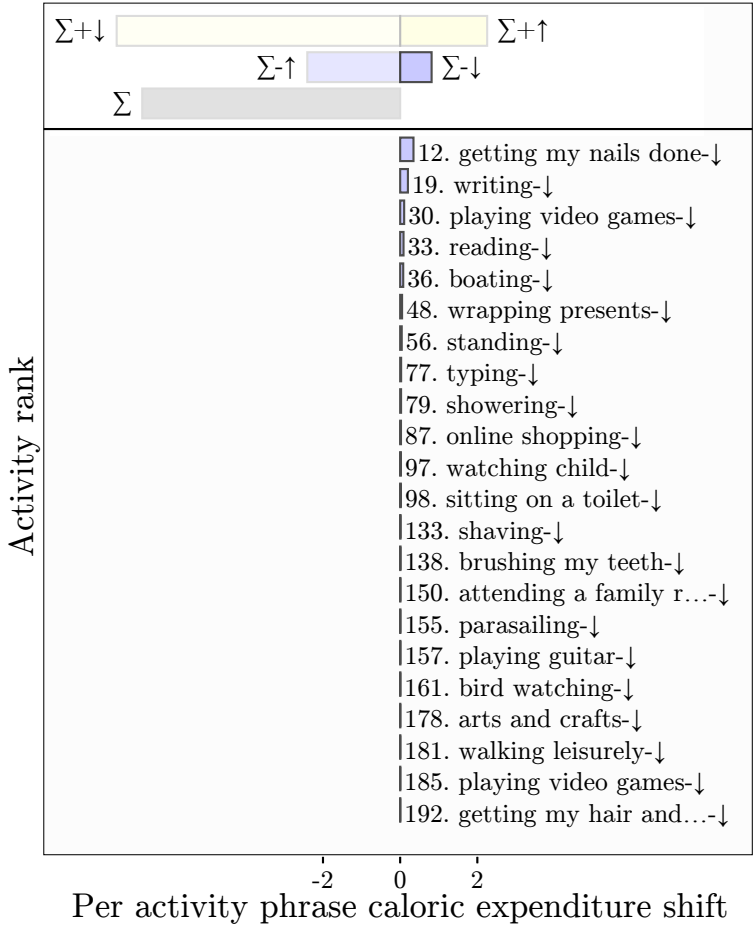 ∑+↓ ∑+↑
∑-↑ ∑-↓
∑
12. getting my nails done-↓
19. writing-↓
30. playing video games-↓
33. reading-↓
36. boating-↓
48. wrapping presents-↓
56. standing-↓
77. typing-↓
79. showering-↓
87. online shopping-↓
97. watching child-↓
98. sitting on a toilet-↓
133. shaving-↓
138. brushing my teeth-↓
150. attending a family r...-↓
155. parasailing-↓
157. playing guitar-↓
161. bird watching-↓
178. arts and crafts-↓
181. walking leisurely-↓
185. playing video games-↓
192. getting my hair and...-↓
Activity rank
-2 0 2
Per activity phrase caloric expenditure shift